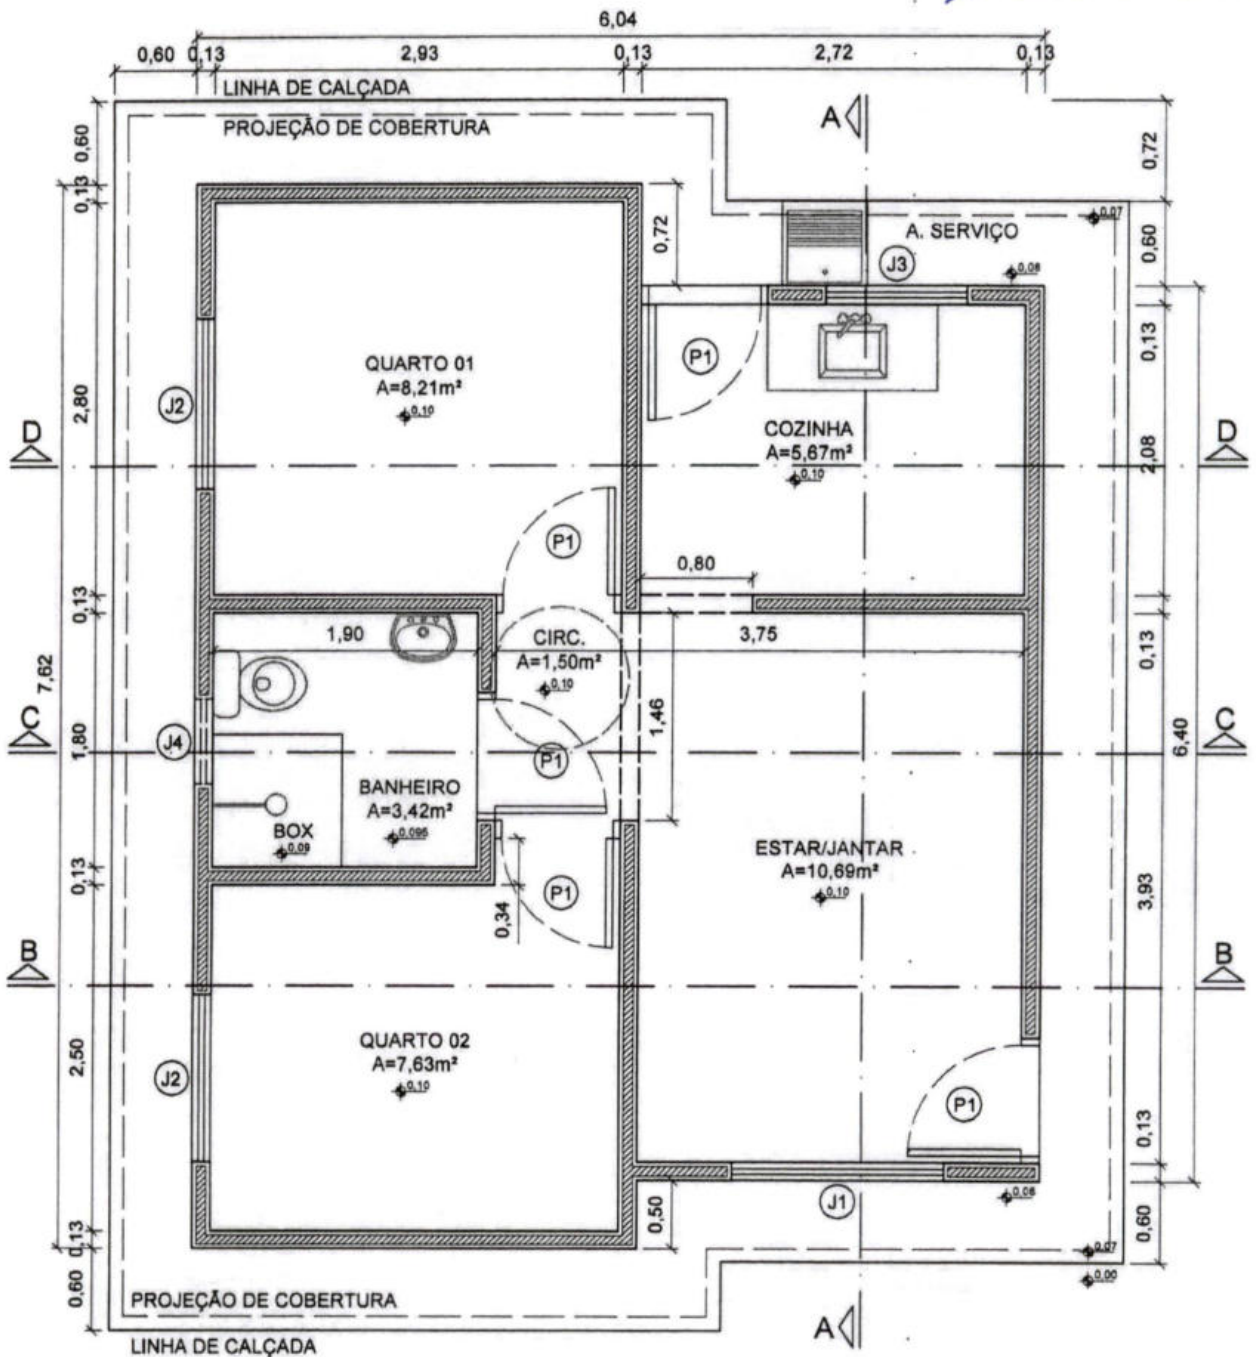 6,04
0,60 0,13 2,93 0,13 2,72 0,13
LINHA DE CALÇADA
PROJEÇÃO DE COBERTURA
A
0,60
0,72
0,13
0,72
A. SERVIÇO
0,07
0,60
J3
0,08
QUARTO 01
A=8,21m²
0,10
P1
0,13
2,80
J2
COZINHA
A=5,67m²
0,10
D
D
2,08
P1
0,80
0,13
1,90
CIRC.
A=1,50m²
0,10
3,75
0,13
7,62
C
J4
1,80
P1
1,46
C
6,40
BANHEIRO
A=3,42m²
0,095
BOX
0,09
ESTAR/JANTAR
A=10,69m²
0,10
0,13
P1
0,34
3,93
B
B
QUARTO 02
A=7,63m²
0,10
2,50
J2
P1
0,13
J1
0,08
0,50
0,60
0,13
0,07
0,00
0,60
PROJEÇÃO DE COBERTURA
A
LINHA DE CALÇADA